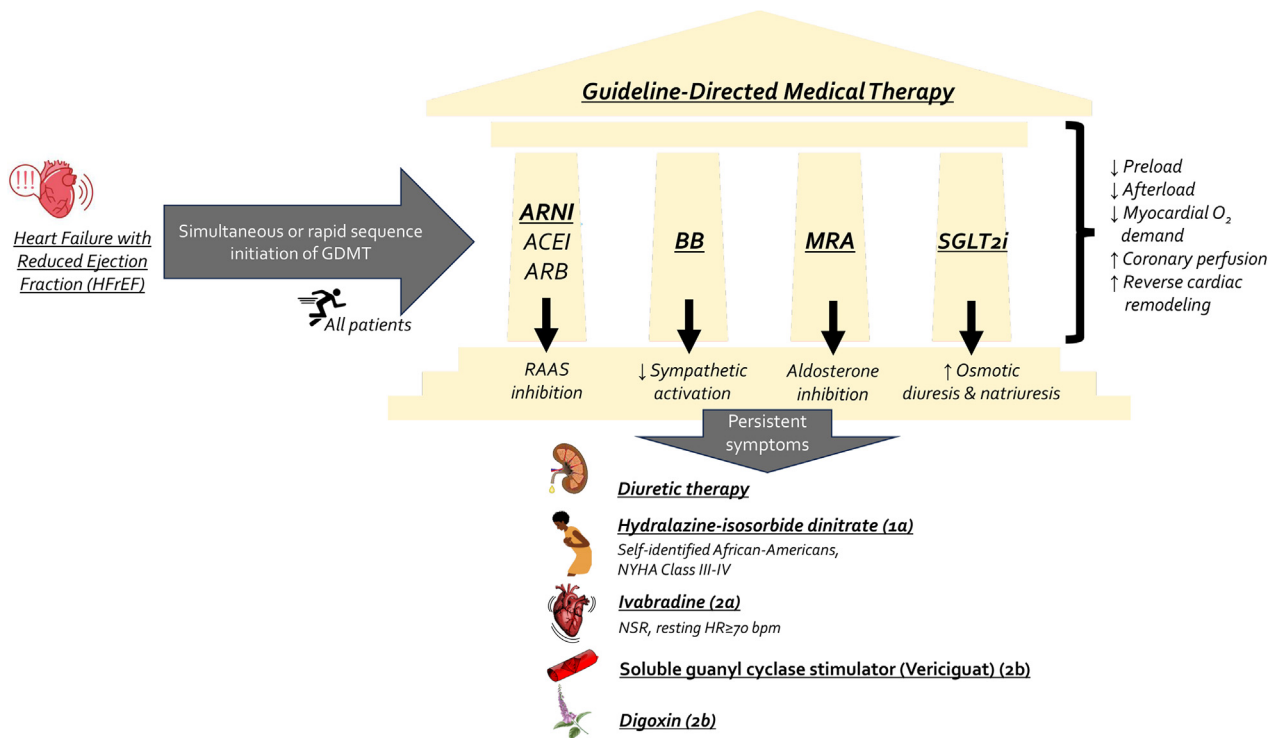 Guideline-Directed Medical Therapy
!!!
Heart Failure with
Reduced Ejection
Fraction (HFrEF)
Simultaneous or rapid sequence
initiation of GDMT
All patients
ARNI
ACEI
ARB
BB
MRA
SGLT2i
RAAS
inhibition
↓ Sympathetic
activation
Aldosterone
inhibition
↑ Osmotic
diuresis & natriuresis
↓ Preload
↓ Afterload
↓ Myocardial O₂
demand
↑ Coronary perfusion
↑ Reverse cardiac
remodeling
Persistent
symptoms
Diuretic therapy
Hydralazine-isosorbide dinitrate (1a)
Self-identified African-Americans,
NYHA Class III-IV
Ivabradine (2a)
NSR, resting HR≥70 bpm
Soluble guanyl cyclase stimulator (Vericiguat) (2b)
Digoxin (2b)